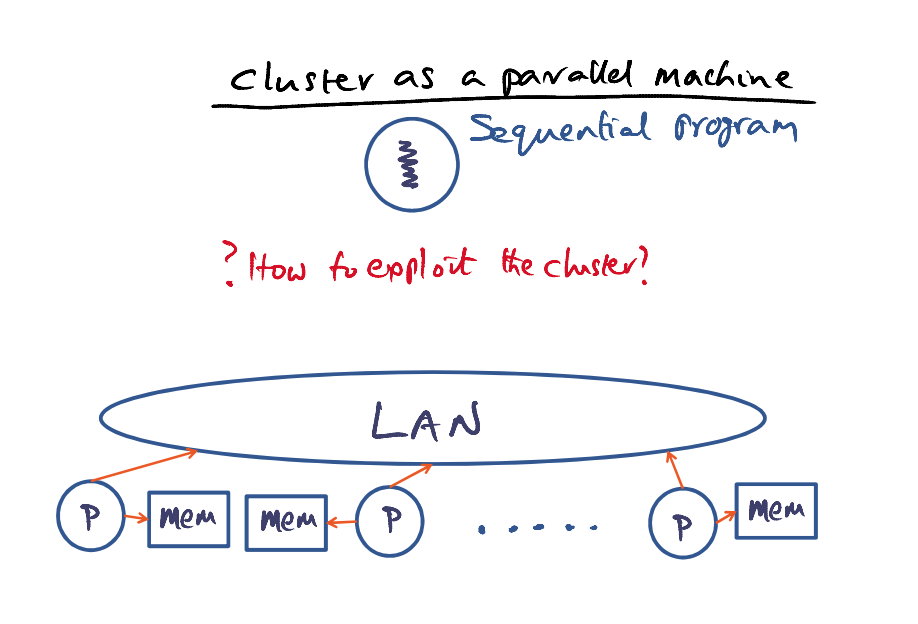 Cluster as a parallel machine
Sequential Program
? How to exploit the cluster?
LAN
P mem mem P ..... P mem